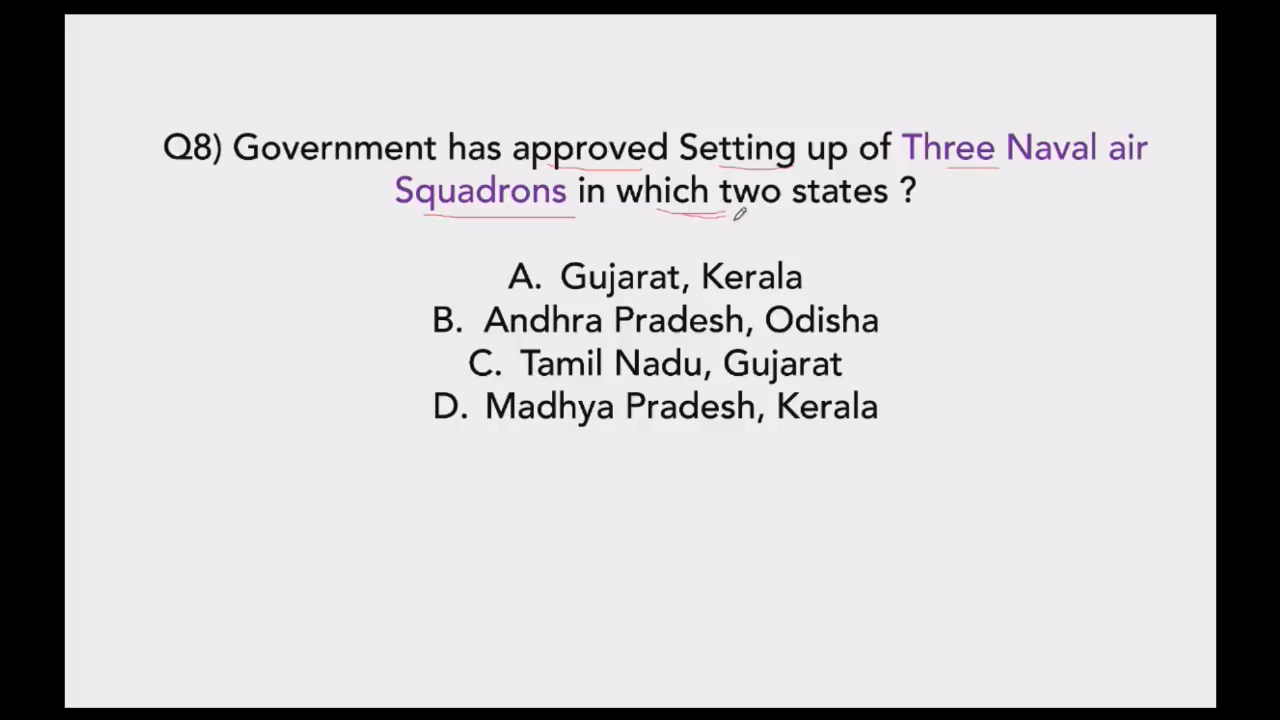 Q8) Government has approved Setting up of Three Naval air
Squadrons in which two states ?
A. Gujarat, Kerala
B. Andhra Pradesh, Odisha
C. Tamil Nadu, Gujarat
D. Madhya Pradesh, Kerala